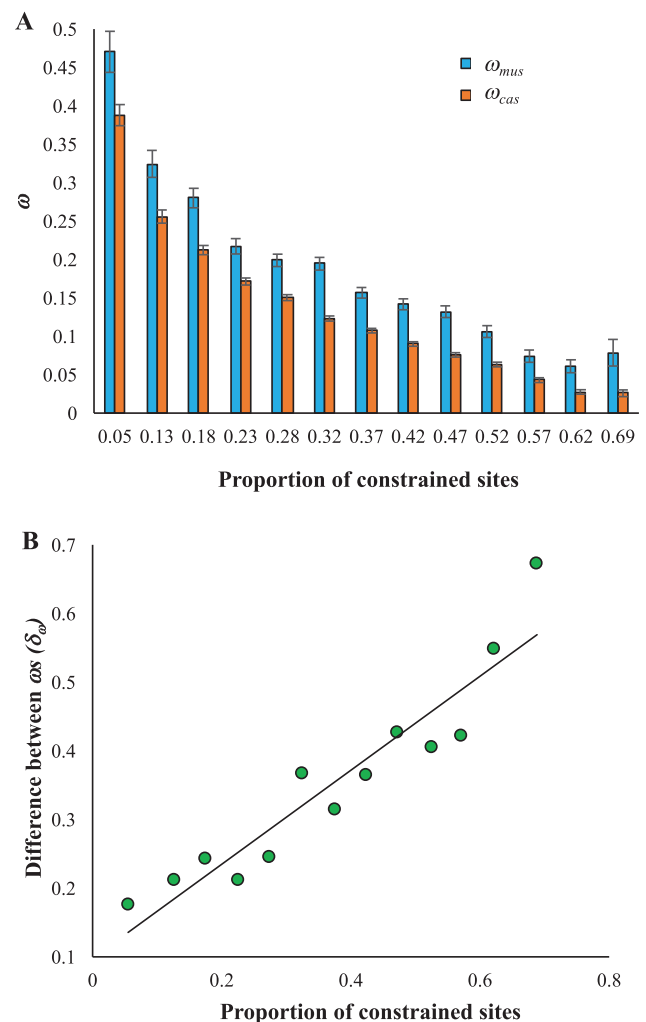 A
0.5
0.45
0.4
0.35
0.3
0.25
0.2
0.15
0.1
0.05
0
ω
ωmus
ωcas
0.05 0.13 0.18 0.23 0.28 0.32 0.37 0.42 0.47 0.52 0.57 0.62 0.69
Proportion of constrained sites
B
0.7
0.6
0.5
0.4
0.3
0.2
0.1
Difference between ωs (δω)
0 0.2 0.4 0.6 0.8
Proportion of constrained sites